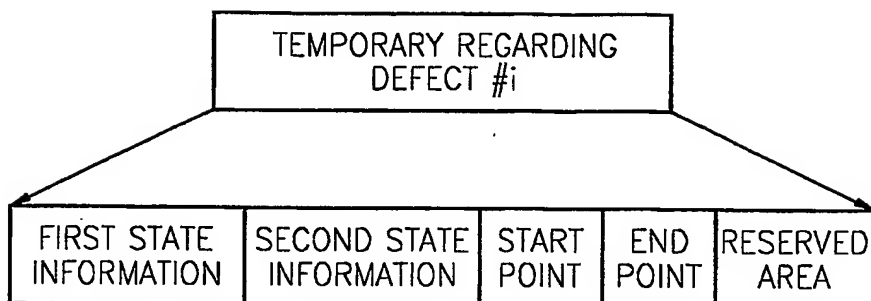 TEMPORARY REGARDING
DEFECT #i
FIRST STATE
INFORMATION
SECOND STATE
INFORMATION
START
POINT
END
POINT
RESERVED
AREA